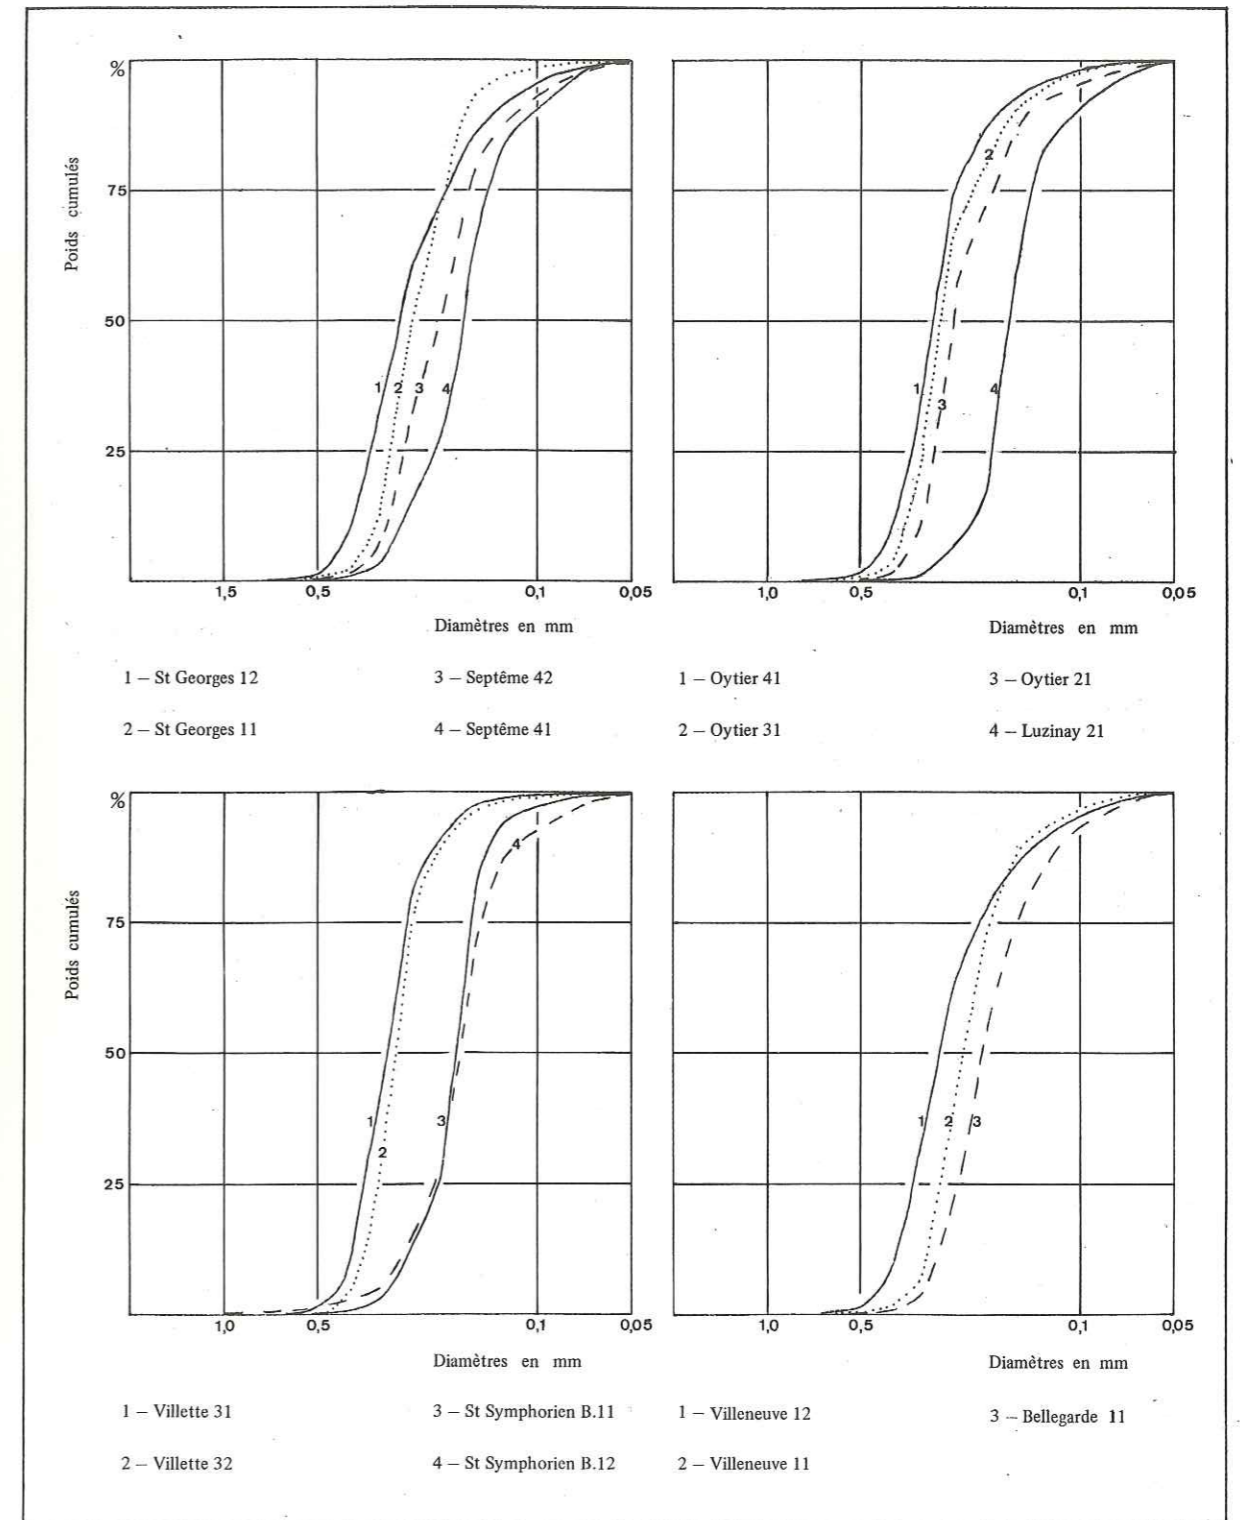 %
Poids cumulés
75
50
25
1 2 3 4
1,5 0,5 0,1 0,05
Diamètres en mm
1 – St Georges 12
3 – Septême 42
2 – St Georges 11
4 – Septême 41
2
1 3 4
1,0 0,5 0,1 0,05
Diamètres en mm
1 – Oytier 41
3 – Oytier 21
2 – Oytier 31
4 – Luzinay 21
%
Poids cumulés
75
50
25
4
1 2 3
1,0 0,5 0,1 0,05
Diamètres en mm
1 – Villette 31
3 – St Symphorien B.11
2 – Villette 32
4 – St Symphorien B.12
1 2 3
1,0 0,5 0,1 0,05
Diamètres en mm
1 – Villeneuve 12
3 – Bellegarde 11
2 – Villeneuve 11